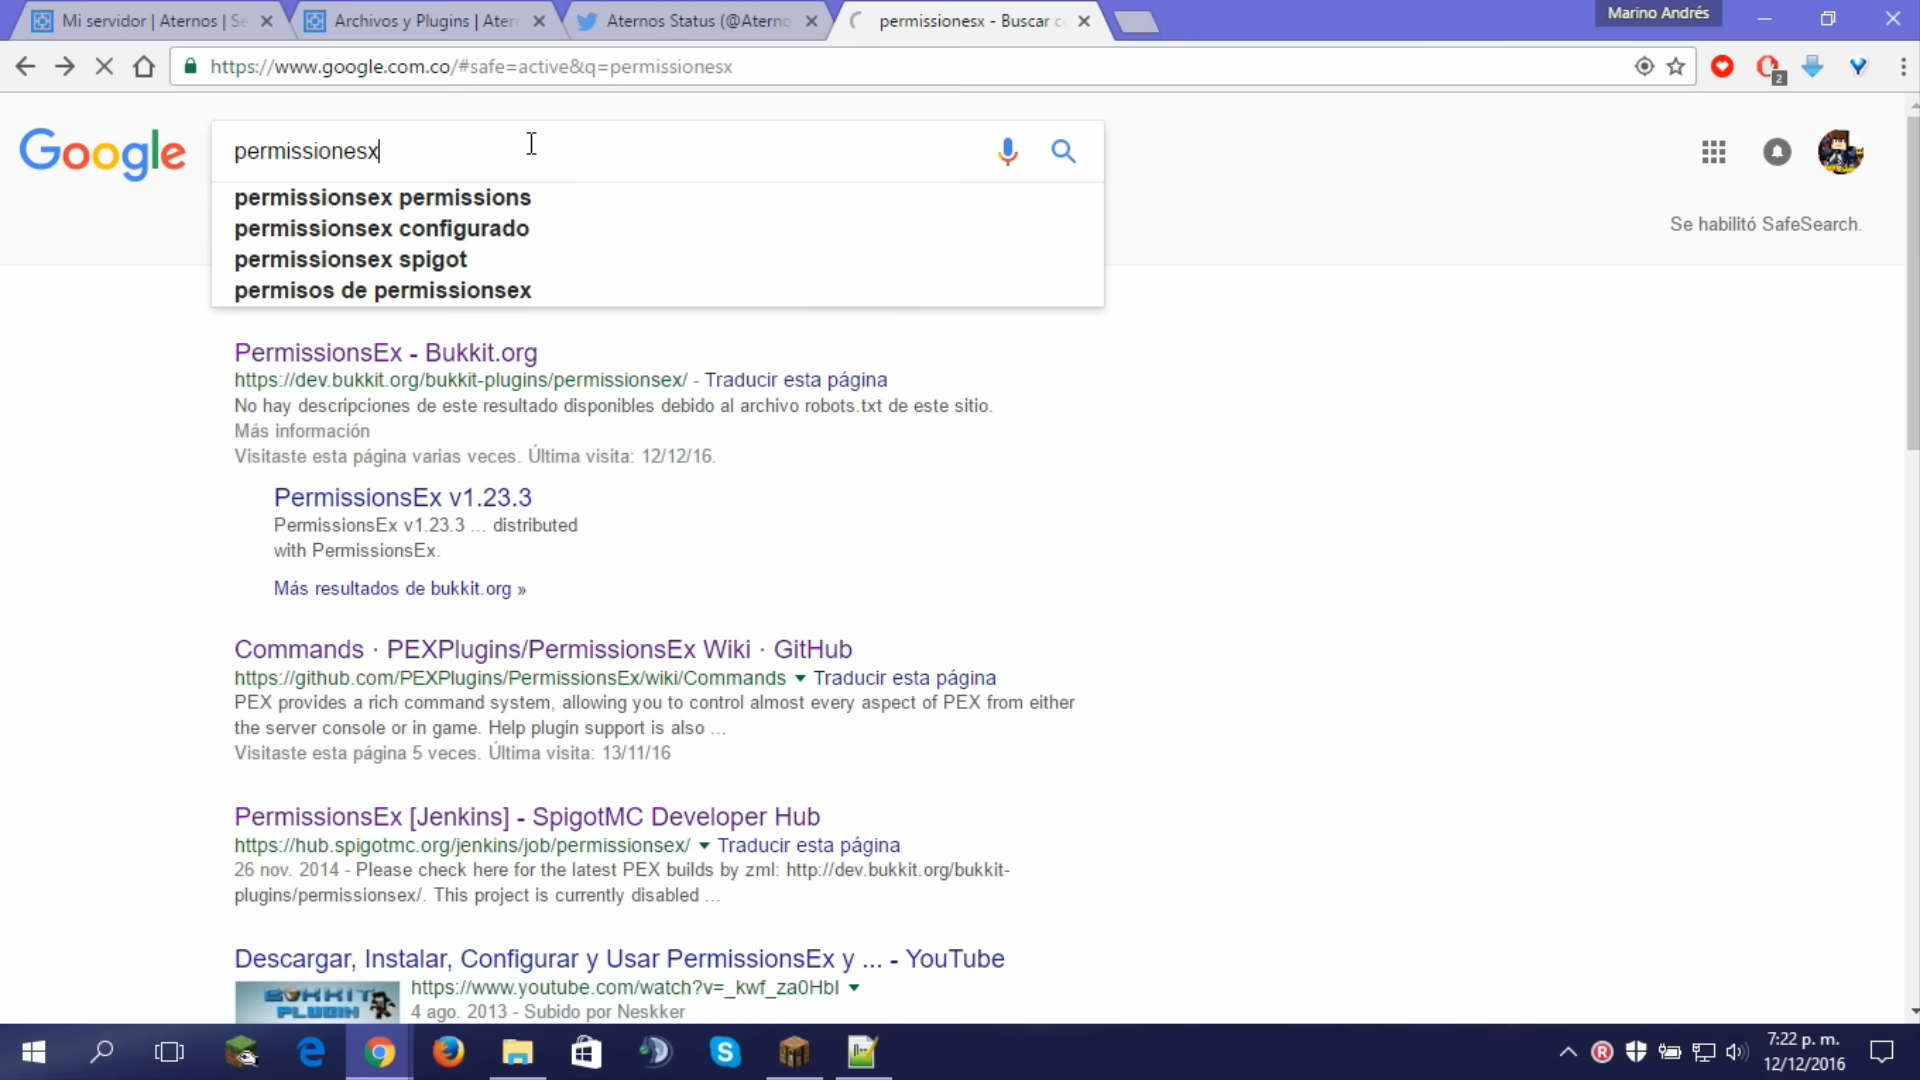 Mi servidor | Aternos | Se
Archivos y Plugins | Ater
Aternos Status (@Aterno
permissionesx - Buscar c
Marino Andrés
https://www.google.com.co/#safe=active&q=permissionesx
2
Google
permissionesx
permissionsex permissions
permissionsex configurado
permissionsex spigot
permisos de permissionsex
Se habilitó SafeSearch.
PermissionsEx - Bukkit.org
https://dev.bukkit.org/bukkit-plugins/permissionsex/ - Traducir esta página
No hay descripciones de este resultado disponibles debido al archivo robots.txt de este sitio.
Más información
Visitaste esta página varias veces. Última visita: 12/12/16.
PermissionsEx v1.23.3
PermissionsEx v1.23.3 ... distributed
with PermissionsEx.
Más resultados de bukkit.org »
Commands · PEXPlugins/PermissionsEx Wiki · GitHub
https://github.com/PEXPlugins/PermissionsEx/wiki/Commands ▾ Traducir esta página
PEX provides a rich command system, allowing you to control almost every aspect of PEX from either
the server console or in game. Help plugin support is also ...
Visitaste esta página 5 veces. Última visita: 13/11/16
PermissionsEx [Jenkins] - SpigotMC Developer Hub
https://hub.spigotmc.org/jenkins/job/permissionsex/ ▾ Traducir esta página
26 nov. 2014 - Please check here for the latest PEX builds by zml: http://dev.bukkit.org/bukkit-
plugins/permissionsex/. This project is currently disabled ...
Descargar, Instalar, Configurar y Usar PermissionsEx y ... - YouTube
BUKKIT
PLUGIN
https://www.youtube.com/watch?v=_kwf_za0HbI ▾
4 ago. 2013 - Subido por Neskker
7:22 p. m.
12/12/2016